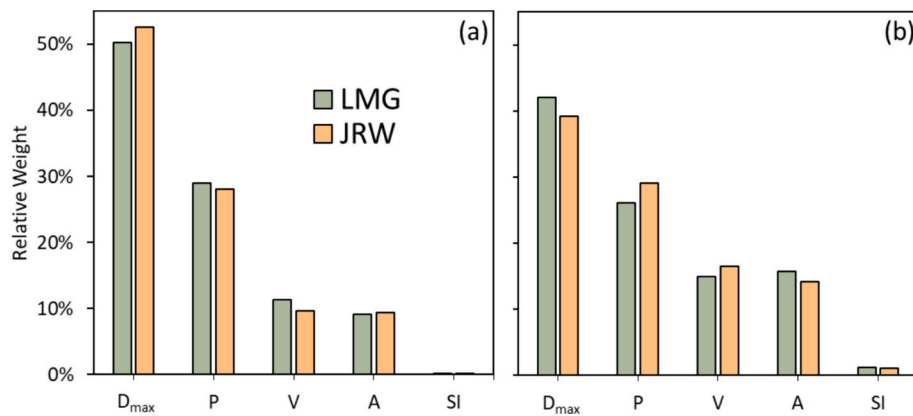 (a)
(b)
50%
40%
30%
20%
10%
0%
Relative Weight
LMG
JRW
Dmax P V A SI
Dmax P V A SI